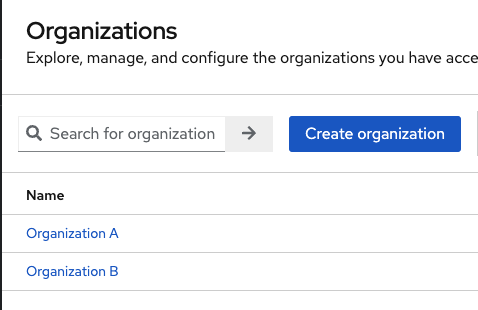 Organizations
Explore, manage, and configure the organizations you have acce
Search for organization
Create organization
Name
Organization A
Organization B